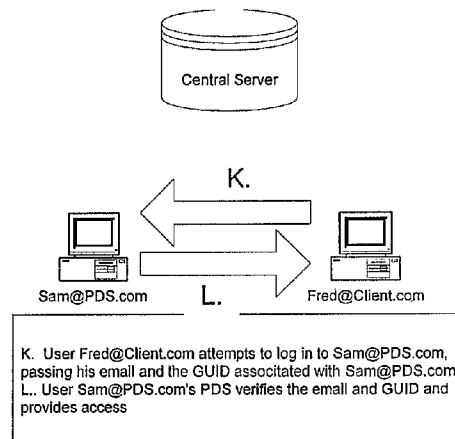 Central Server
K.
Sam@PDS.com
L.
Fred@Client.com
K. User Fred@Client.com attempts to log in to Sam@PDS.com,
passing his email and the GUID associtated with Sam@PDS.com
L.. User Sam@PDS.com's PDS verifies the email and GUID and
provides access